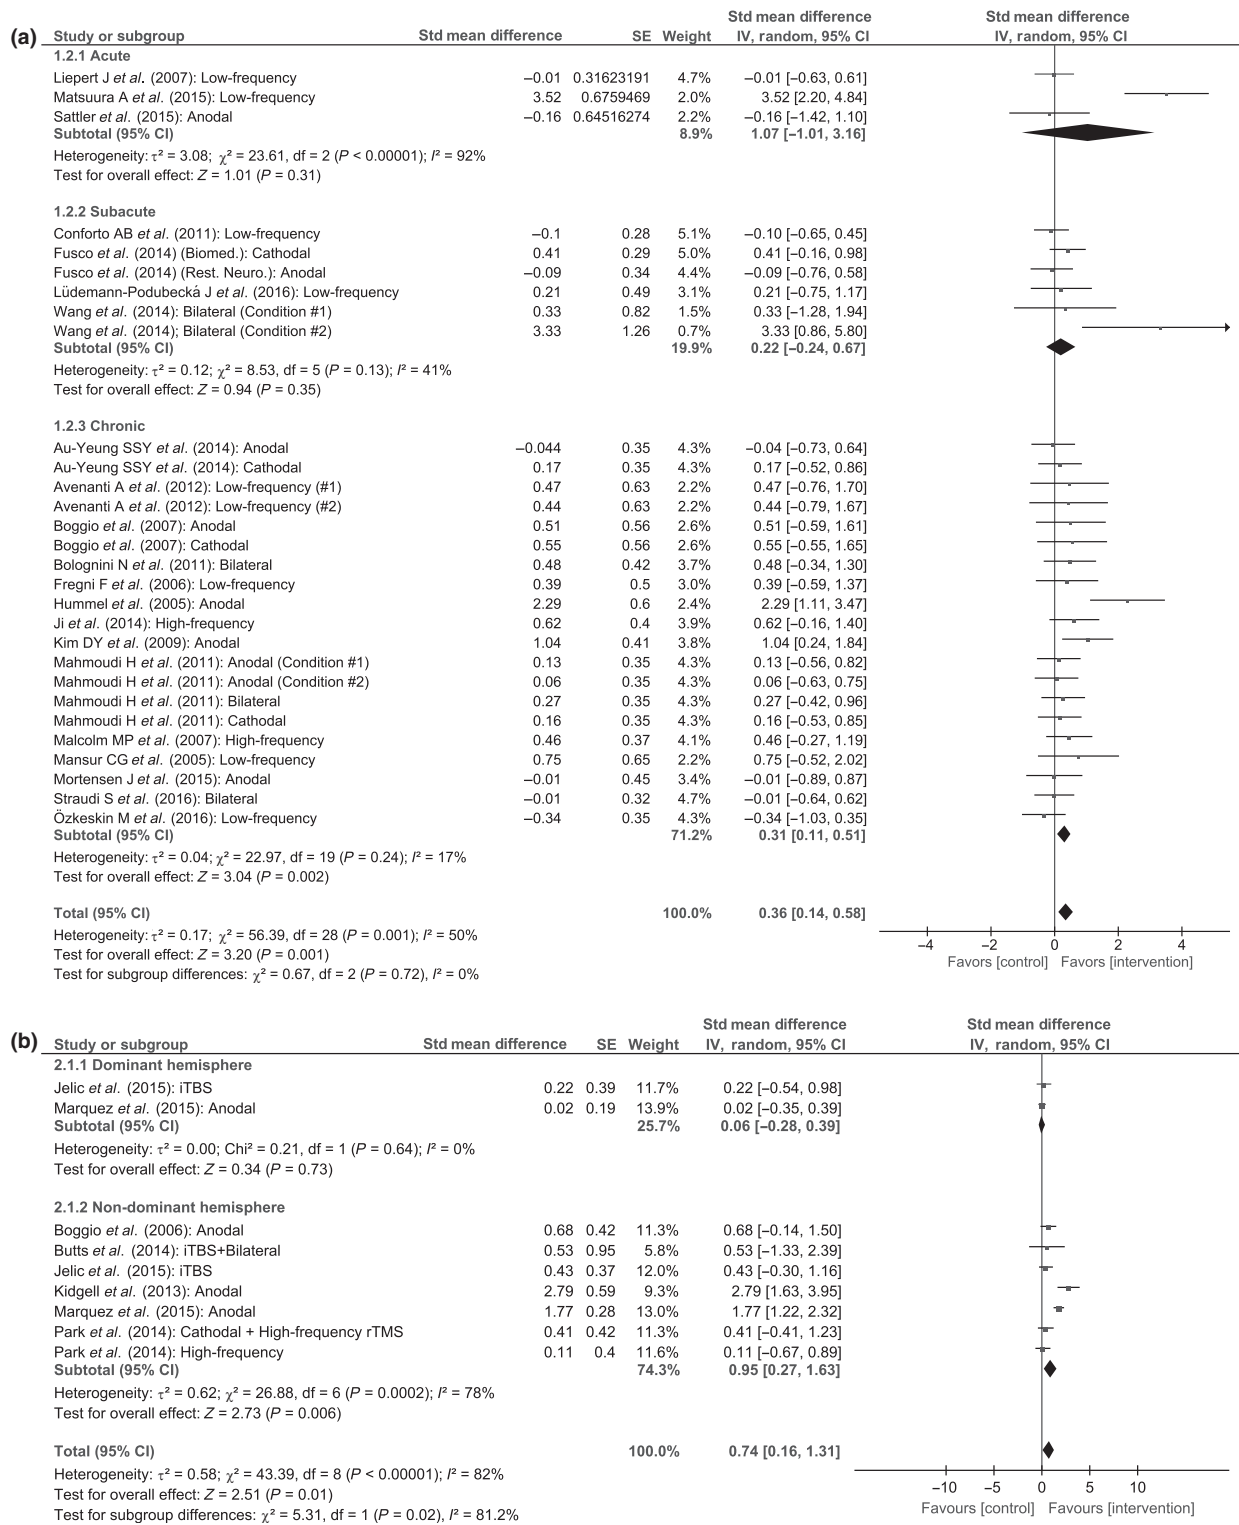 (a) Study or subgroup Std mean difference SE Weight Std mean difference IV, random, 95% CI Std mean difference IV, random, 95% CI
1.2.1 Acute
Liepert J et al. (2007): Low-frequency −0.01 0.31623191 4.7% −0.01 [−0.63, 0.61]
Matsuura A et al. (2015): Low-frequency 3.52 0.6759469 2.0% 3.52 [2.20, 4.84]
Sattler et al. (2015): Anodal −0.16 0.64516274 2.2% −0.16 [−1.42, 1.10]
Subtotal (95% CI) 8.9% 1.07 [−1.01, 3.16]
Heterogeneity: τ² = 3.08; χ² = 23.61, df = 2 (P < 0.00001); I² = 92%
Test for overall effect: Z = 1.01 (P = 0.31)
1.2.2 Subacute
Conforto AB et al. (2011): Low-frequency −0.1 0.28 5.1% −0.10 [−0.65, 0.45]
Fusco et al. (2014) (Biomed.): Cathodal 0.41 0.29 5.0% 0.41 [−0.16, 0.98]
Fusco et al. (2014) (Rest. Neuro.): Anodal −0.09 0.34 4.4% −0.09 [−0.76, 0.58]
Lüdemann-Podubecká J et al. (2016): Low-frequency 0.21 0.49 3.1% 0.21 [−0.75, 1.17]
Wang et al. (2014): Bilateral (Condition #1) 0.33 0.82 1.5% 0.33 [−1.28, 1.94]
Wang et al. (2014); Bilateral (Condition #2) 3.33 1.26 0.7% 3.33 [0.86, 5.80]
Subtotal (95% CI) 19.9% 0.22 [−0.24, 0.67]
Heterogeneity: τ² = 0.12; χ² = 8.53, df = 5 (P = 0.13); I² = 41%
Test for overall effect: Z = 0.94 (P = 0.35)
1.2.3 Chronic
Au-Yeung SSY et al. (2014): Anodal −0.044 0.35 4.3% −0.04 [−0.73, 0.64]
Au-Yeung SSY et al. (2014): Cathodal 0.17 0.35 4.3% 0.17 [−0.52, 0.86]
Avenanti A et al. (2012): Low-frequency (#1) 0.47 0.63 2.2% 0.47 [−0.76, 1.70]
Avenanti A et al. (2012): Low-frequency (#2) 0.44 0.63 2.2% 0.44 [−0.79, 1.67]
Boggio et al. (2007): Anodal 0.51 0.56 2.6% 0.51 [−0.59, 1.61]
Boggio et al. (2007): Cathodal 0.55 0.56 2.6% 0.55 [−0.55, 1.65]
Bolognini N et al. (2011): Bilateral 0.48 0.42 3.7% 0.48 [−0.34, 1.30]
Fregni F et al. (2006): Low-frequency 0.39 0.5 3.0% 0.39 [−0.59, 1.37]
Hummel et al. (2005): Anodal 2.29 0.6 2.4% 2.29 [1.11, 3.47]
Ji et al. (2014): High-frequency 0.62 0.4 3.9% 0.62 [−0.16, 1.40]
Kim DY et al. (2009): Anodal 1.04 0.41 3.8% 1.04 [0.24, 1.84]
Mahmoudi H et al. (2011): Anodal (Condition #1) 0.13 0.35 4.3% 0.13 [−0.56, 0.82]
Mahmoudi H et al. (2011): Anodal (Condition #2) 0.06 0.35 4.3% 0.06 [−0.63, 0.75]
Mahmoudi H et al. (2011): Bilateral 0.27 0.35 4.3% 0.27 [−0.42, 0.96]
Mahmoudi H et al. (2011): Cathodal 0.16 0.35 4.3% 0.16 [−0.53, 0.85]
Malcolm MP et al. (2007): High-frequency 0.46 0.37 4.1% 0.46 [−0.27, 1.19]
Mansur CG et al. (2005): Low-frequency 0.75 0.65 2.2% 0.75 [−0.52, 2.02]
Mortensen J et al. (2015): Anodal −0.01 0.45 3.4% −0.01 [−0.89, 0.87]
Straudi S et al. (2016): Bilateral −0.01 0.32 4.7% −0.01 [−0.64, 0.62]
Özkeskin M et al. (2016): Low-frequency −0.34 0.35 4.3% −0.34 [−1.03, 0.35]
Subtotal (95% CI) 71.2% 0.31 [0.11, 0.51]
Heterogeneity: τ² = 0.04; χ² = 22.97, df = 19 (P = 0.24); I² = 17%
Test for overall effect: Z = 3.04 (P = 0.002)
Total (95% CI) 100.0% 0.36 [0.14, 0.58]
Heterogeneity: τ² = 0.17; χ² = 56.39, df = 28 (P = 0.001); I² = 50%
Test for overall effect: Z = 3.20 (P = 0.001)
Test for subgroup differences: χ² = 0.67, df = 2 (P = 0.72), I² = 0%
−4 −2 0 2 4
Favors [control] Favors [intervention]
(b) Study or subgroup Std mean difference SE Weight Std mean difference IV, random, 95% CI Std mean difference IV, random, 95% CI
2.1.1 Dominant hemisphere
Jelic et al. (2015): iTBS 0.22 0.39 11.7% 0.22 [−0.54, 0.98]
Marquez et al. (2015): Anodal 0.02 0.19 13.9% 0.02 [−0.35, 0.39]
Subtotal (95% CI) 25.7% 0.06 [−0.28, 0.39]
Heterogeneity: τ² = 0.00; Chi² = 0.21, df = 1 (P = 0.64); I² = 0%
Test for overall effect: Z = 0.34 (P = 0.73)
2.1.2 Non-dominant hemisphere
Boggio et al. (2006): Anodal 0.68 0.42 11.3% 0.68 [−0.14, 1.50]
Butts et al. (2014): iTBS+Bilateral 0.53 0.95 5.8% 0.53 [−1.33, 2.39]
Jelic et al. (2015): iTBS 0.43 0.37 12.0% 0.43 [−0.30, 1.16]
Kidgell et al. (2013): Anodal 2.79 0.59 9.3% 2.79 [1.63, 3.95]
Marquez et al. (2015): Anodal 1.77 0.28 13.0% 1.77 [1.22, 2.32]
Park et al. (2014): Cathodal + High-frequency rTMS 0.41 0.42 11.3% 0.41 [−0.41, 1.23]
Park et al. (2014): High-frequency 0.11 0.4 11.6% 0.11 [−0.67, 0.89]
Subtotal (95% CI) 74.3% 0.95 [0.27, 1.63]
Heterogeneity: τ² = 0.62; χ² = 26.88, df = 6 (P = 0.0002); I² = 78%
Test for overall effect: Z = 2.73 (P = 0.006)
Total (95% CI) 100.0% 0.74 [0.16, 1.31]
Heterogeneity: τ² = 0.58; χ² = 43.39, df = 8 (P < 0.00001); I² = 82%
Test for overall effect: Z = 2.51 (P = 0.01)
Test for subgroup differences: χ² = 5.31, df = 1 (P = 0.02), I² = 81.2%
−10 −5 0 5 10
Favours [control] Favours [intervention]